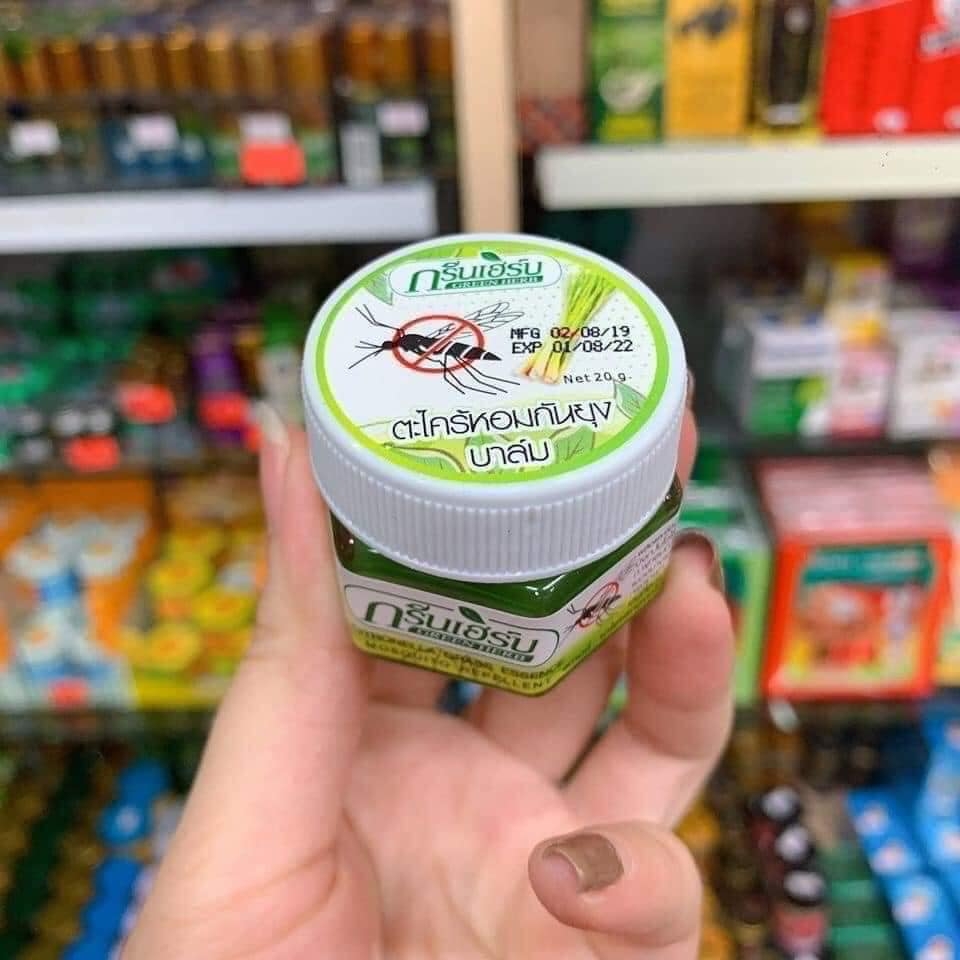 กรีนเฮิร์บ
GREEN HERB
MFG 02/08/19
EXP 01/08/22
Net 20 g.
ตะไคร้หอมกันยุง
บาล์ม
กรีนเฮิร์บ
GREEN HERB
ESSENCE
MOSQUITO REPELLENT